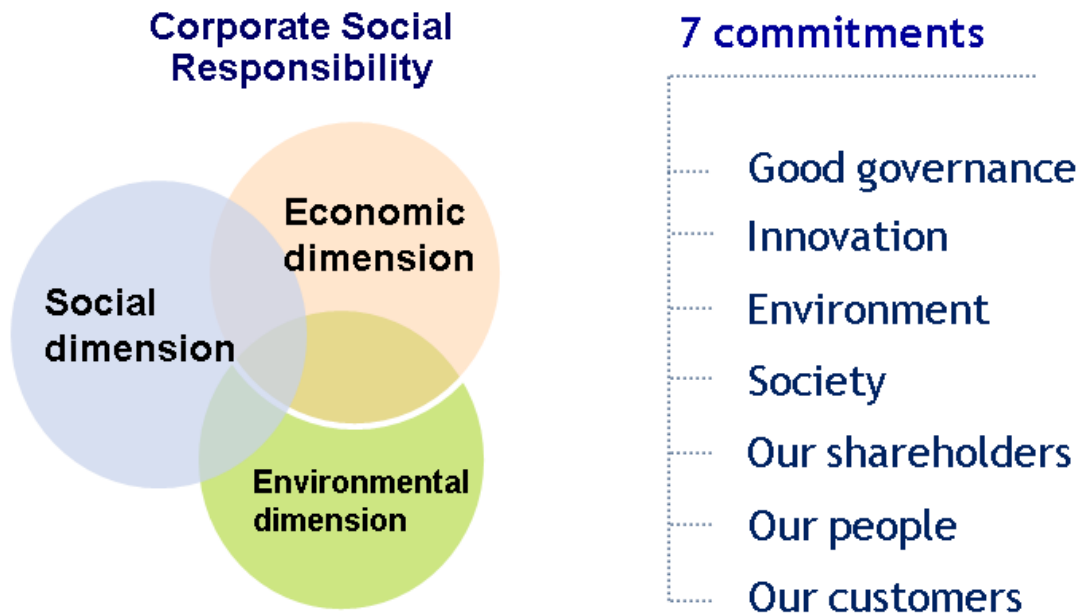 Corporate Social
Responsibility
Economic
dimension
Social
dimension
Environmental
dimension
7 commitments
Good governance
Innovation
Environment
Society
Our shareholders
Our people
Our customers